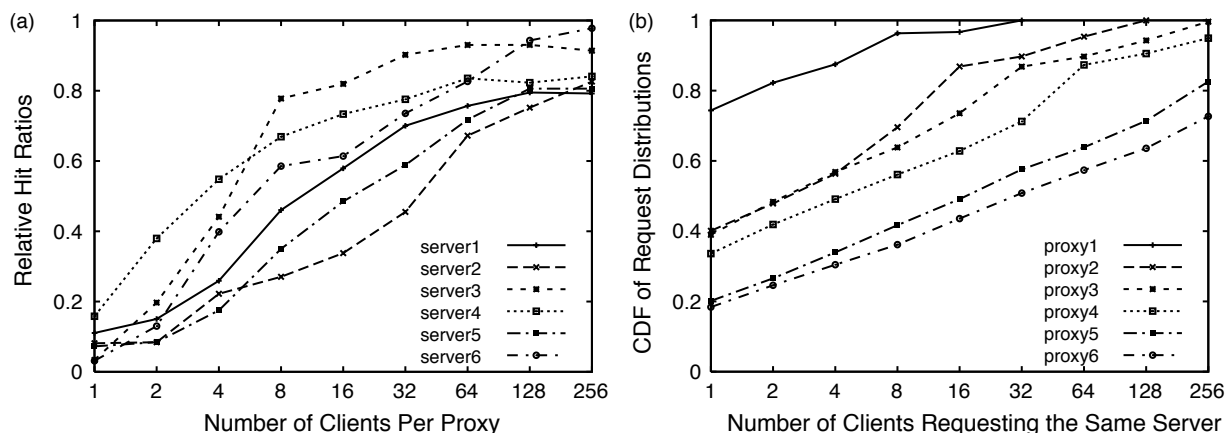 (a)
Relative Hit Ratios
1
0.8
0.6
0.4
0.2
0
server1
server2
server3
server4
server5
server6
1 2 4 8 16 32 64 128 256
Number of Clients Per Proxy
(b)
CDF of Request Distributions
1
0.8
0.6
0.4
0.2
0
proxy1
proxy2
proxy3
proxy4
proxy5
proxy6
1 2 4 8 16 32 64 128 256
Number of Clients Requesting the Same Server